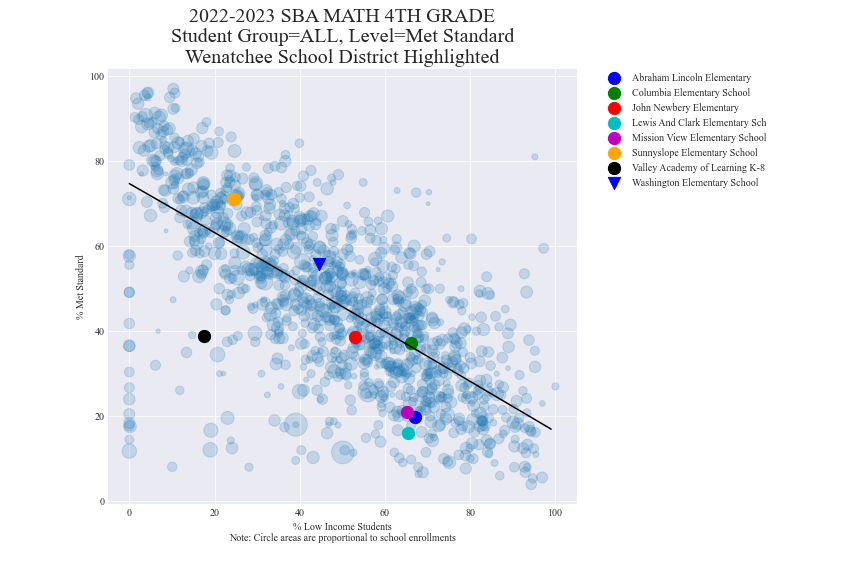 2022-2023 SBA MATH 4TH GRADE
Student Group=ALL, Level=Met Standard
Wenatchee School District Highlighted
100
80
60
40
20
0
% Met Standard
0 20 40 60 80 100
% Low Income Students
Note: Circle areas are proportional to school enrollments
Abraham Lincoln Elementary
Columbia Elementary School
John Newbery Elementary
Lewis And Clark Elementary Sch
Mission View Elementary School
Sunnyslope Elementary School
Valley Academy of Learning K-8
Washington Elementary School